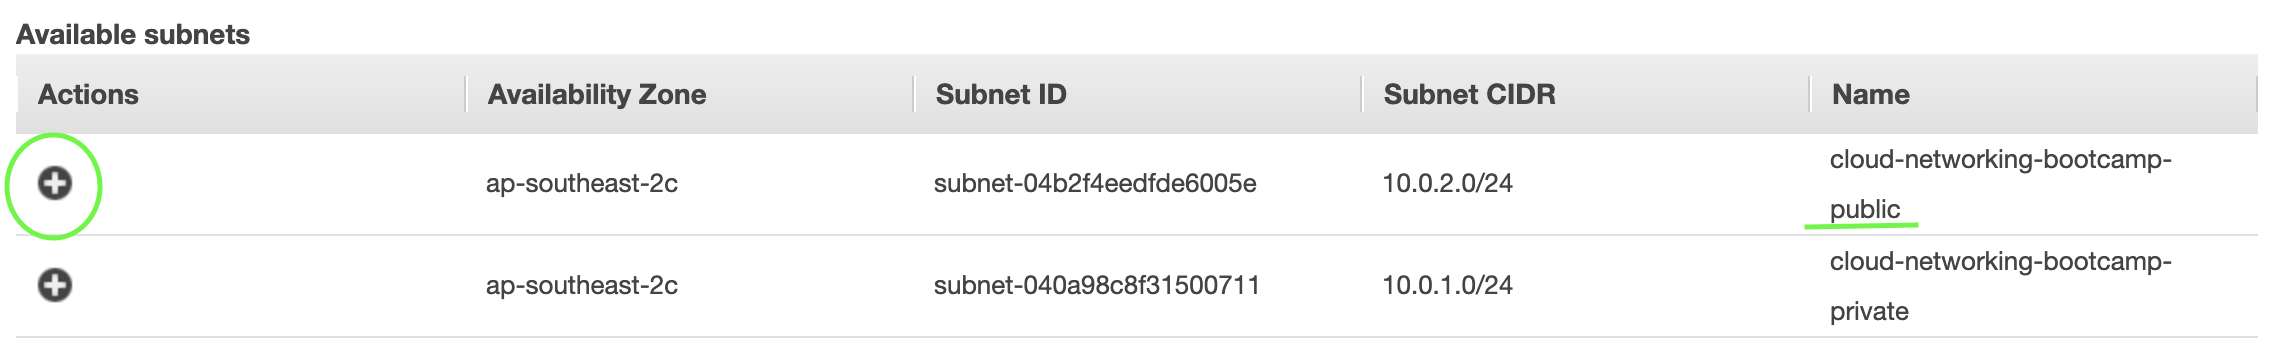 Available subnets
Actions Availability Zone Subnet ID Subnet CIDR Name
ap-southeast-2c subnet-04b2f4eedfde6005e 10.0.2.0/24 cloud-networking-bootcamp-
public
ap-southeast-2c subnet-040a98c8f31500711 10.0.1.0/24 cloud-networking-bootcamp-
private